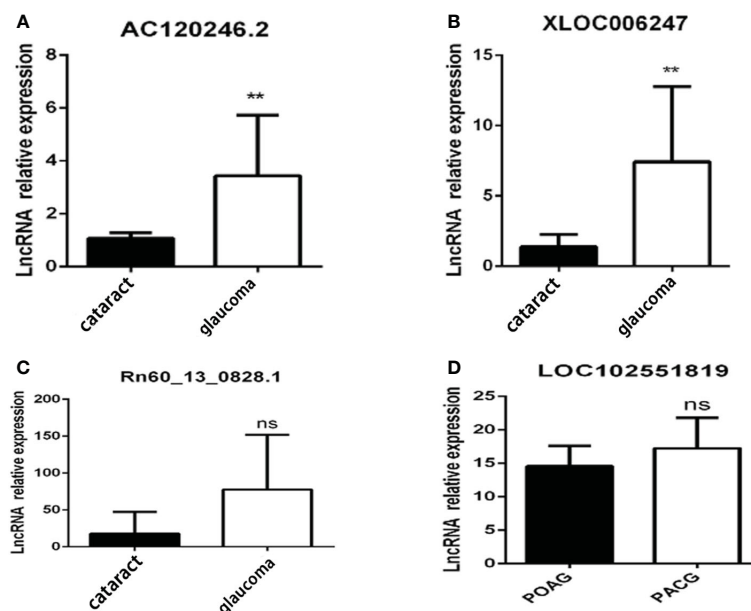 A
AC120246.2
LncRNA relative expression
8
6
4
2
0
**
cataract
glaucoma
B
XLOC006247
LncRNA relative expression
15
10
5
0
**
cataract
glaucoma
C
Rn60_13_0828.1
LncRNA relative expression
200
150
100
50
0
ns
cataract
glaucoma
D
LOC102551819
LncRNA relative expression
25
20
15
10
5
0
ns
POAG
PACG